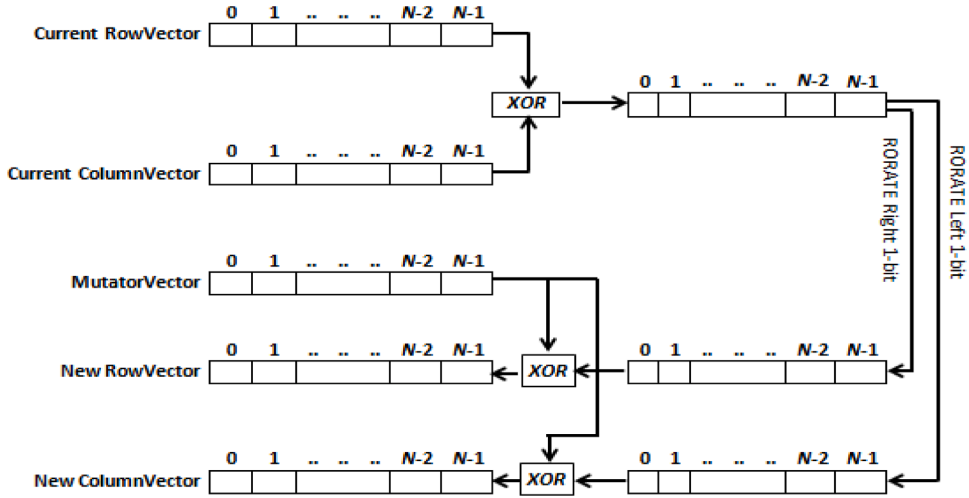 0 1 .. .. .. N-2 N-1
Current RowVector
0 1 .. .. .. N-2 N-1
XOR
0 1 .. .. .. N-2 N-1
Current ColumnVector
RORATE Right 1-bit
RORATE Left 1-bit
0 1 .. .. .. N-2 N-1
MutatorVector
0 1 .. .. .. N-2 N-1
0 1 .. .. .. N-2 N-1
New RowVector
XOR
0 1 .. .. .. N-2 N-1
0 1 .. .. .. N-2 N-1
New ColumnVector
XOR